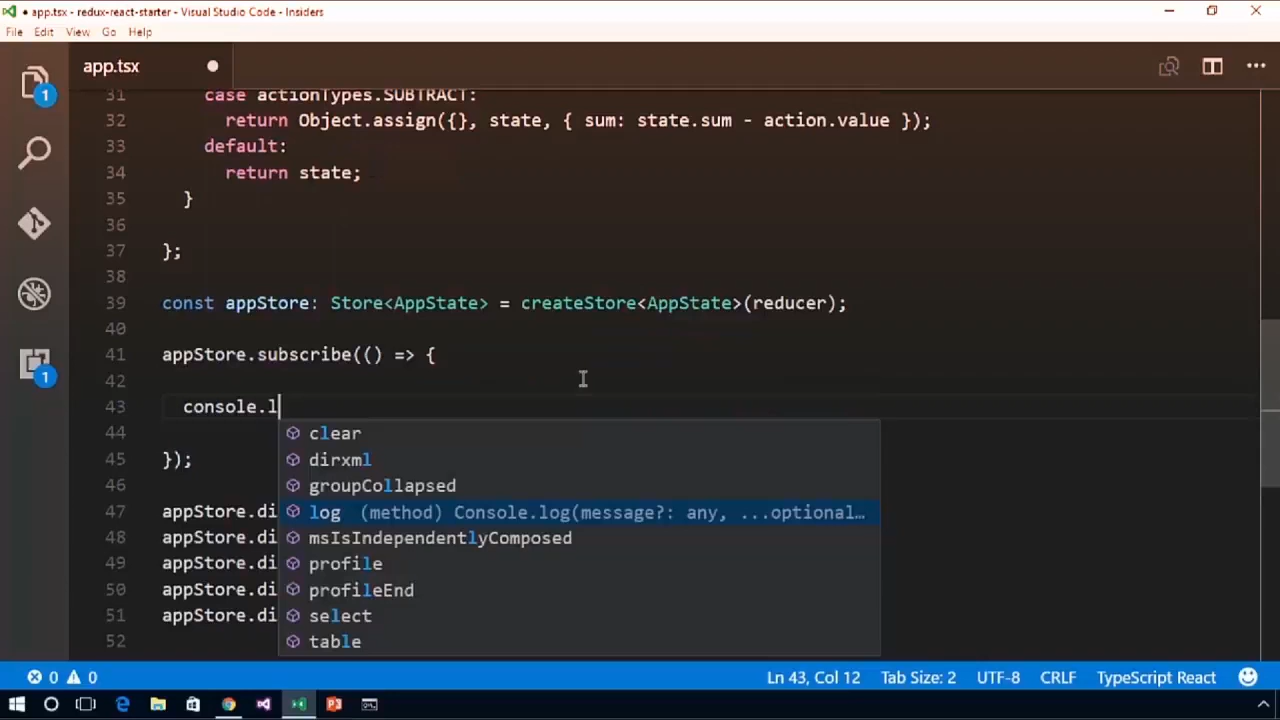 ● app.tsx - redux-react-starter - Visual Studio Code - Insiders
File Edit View Go Help
app.tsx
31 case actionTypes.SUBTRACT:
32 return Object.assign({}, state, { sum: state.sum - action.value });
33 default:
34 return state;
35 }
36
37 };
38
39 const appStore: Store<AppState> = createStore<AppState>(reducer);
40
41 appStore.subscribe(() => {
42
43 console.l
44
clear
dirxml
45 });
46
groupCollapsed
47 appStore.di
log (method) Console.log(message?: any, ...optional…
48 appStore.di
msIsIndependentlyComposed
49 appStore.di
profile
50 appStore.di
profileEnd
51 appStore.di
select
52
table
1
1
0 0
Ln 43, Col 12 Tab Size: 2 UTF-8 CRLF TypeScript React